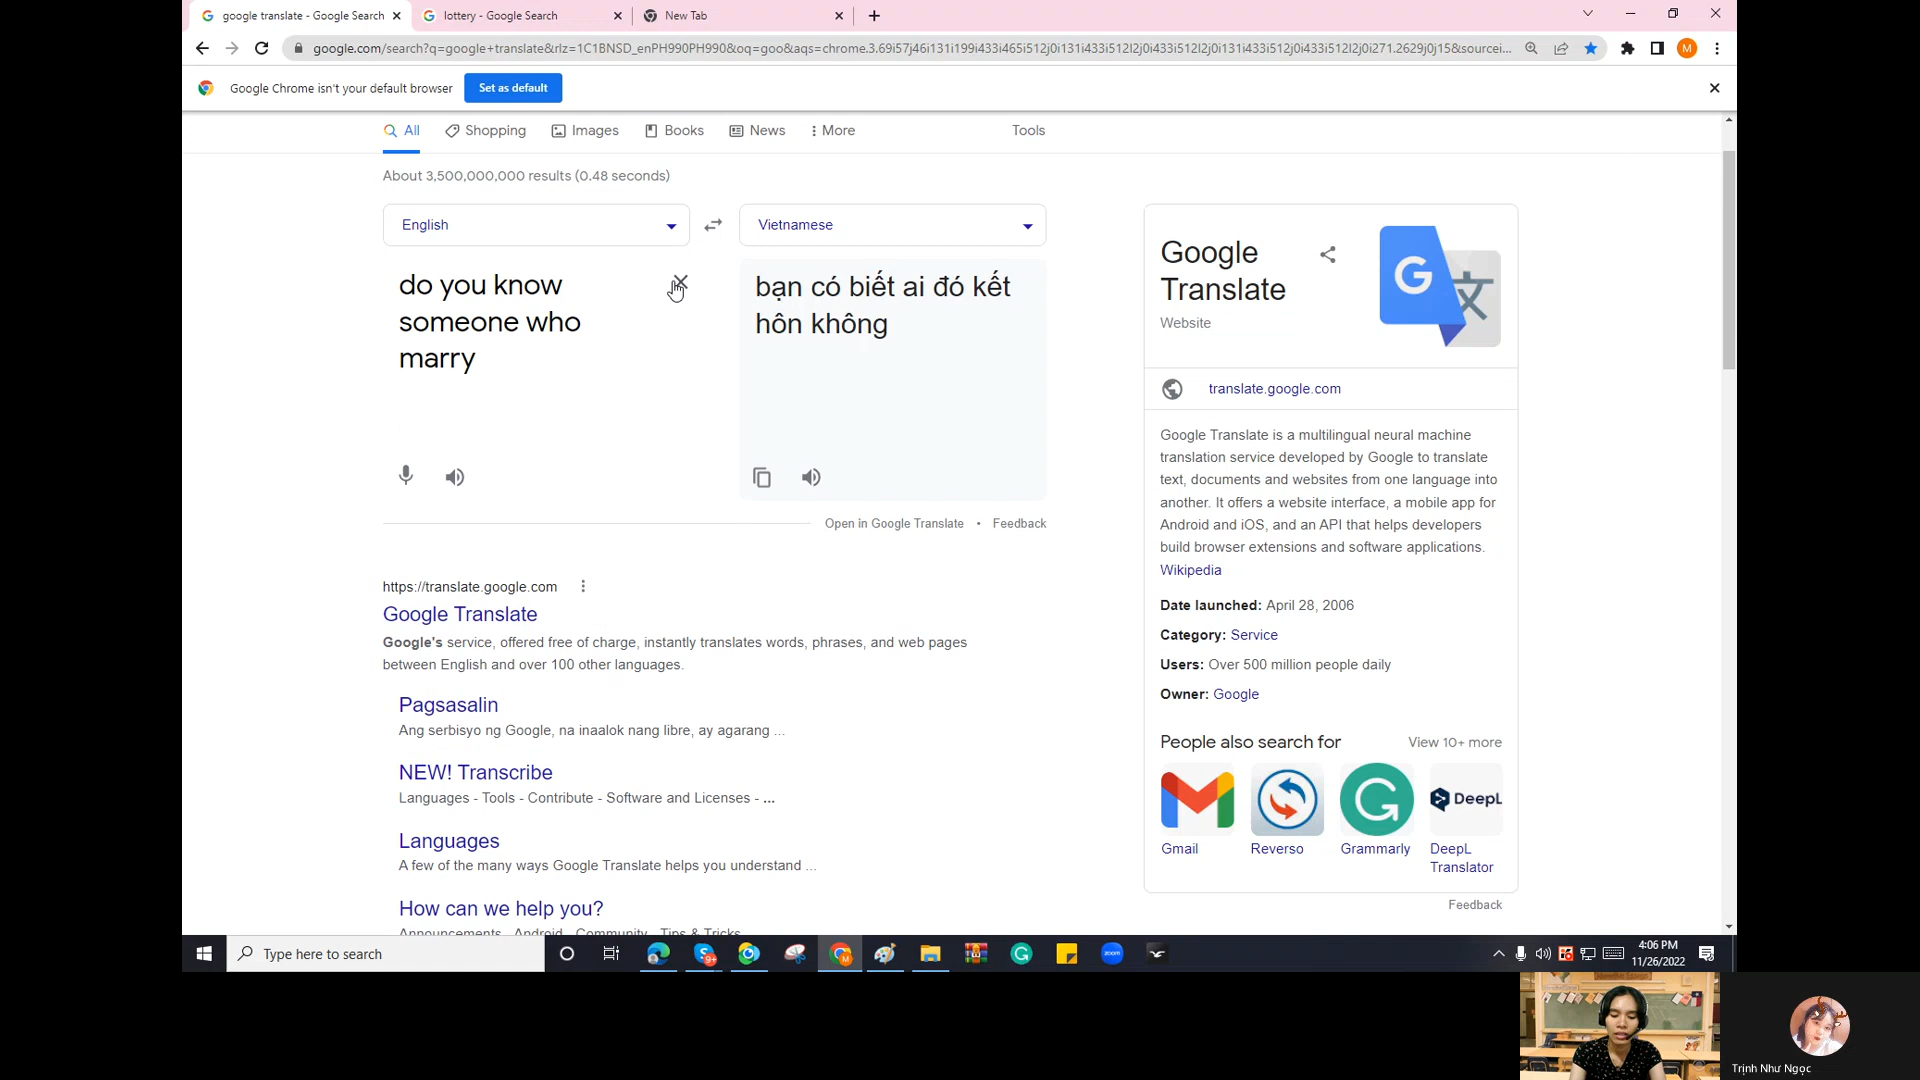 google translate - Google Search
lottery - Google Search
New Tab
google.com/search?q=google+translate&rlz=1C1BNSD_enPH990PH990&oq=goo&aqs=chrome.3.69i57j46i131i199i433i465i512j0i131i433i512l2j0i433i512l2j0i131i433i512j0i433i512l2j0i271.2629j0j15&sourcei...
Google Chrome isn't your default browser
Set as default
All
Shopping
Images
Books
News
More
Tools
About 3,500,000,000 results (0.48 seconds)
English
Vietnamese
do you know
someone who
marry
bạn có biết ai đó kết
hôn không
Open in Google Translate • Feedback
https://translate.google.com
Google Translate
Google's service, offered free of charge, instantly translates words, phrases, and web pages
between English and over 100 other languages.
Pagsasalin
Ang serbisyo ng Google, na inaalok nang libre, ay agarang ...
NEW! Transcribe
Languages - Tools - Contribute - Software and Licenses - ...
Languages
A few of the many ways Google Translate helps you understand ...
How can we help you?
Announcements Android Community Tips & Tricks
Google
Translate
Website
G
文
translate.google.com
Google Translate is a multilingual neural machine
translation service developed by Google to translate
text, documents and websites from one language into
another. It offers a website interface, a mobile app for
Android and iOS, and an API that helps developers
build browser extensions and software applications.
Wikipedia
Date launched: April 28, 2006
Category: Service
Users: Over 500 million people daily
Owner: Google
People also search for
View 10+ more
DeepL
Gmail
Reverso
Grammarly
DeepL
Translator
Feedback
Type here to search
zoom
4:06 PM
11/26/2022
Trịnh Như Ngọc